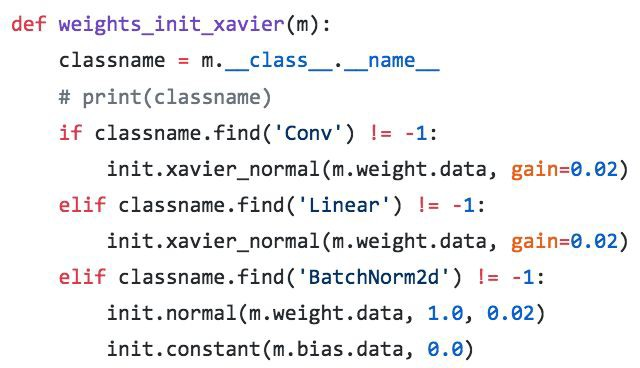 def weights_init_xavier(m):
    classname = m.__class__.__name__
    # print(classname)
    if classname.find('Conv') != -1:
        init.xavier_normal(m.weight.data, gain=0.02)
    elif classname.find('Linear') != -1:
        init.xavier_normal(m.weight.data, gain=0.02)
    elif classname.find('BatchNorm2d') != -1:
        init.normal(m.weight.data, 1.0, 0.02)
        init.constant(m.bias.data, 0.0)